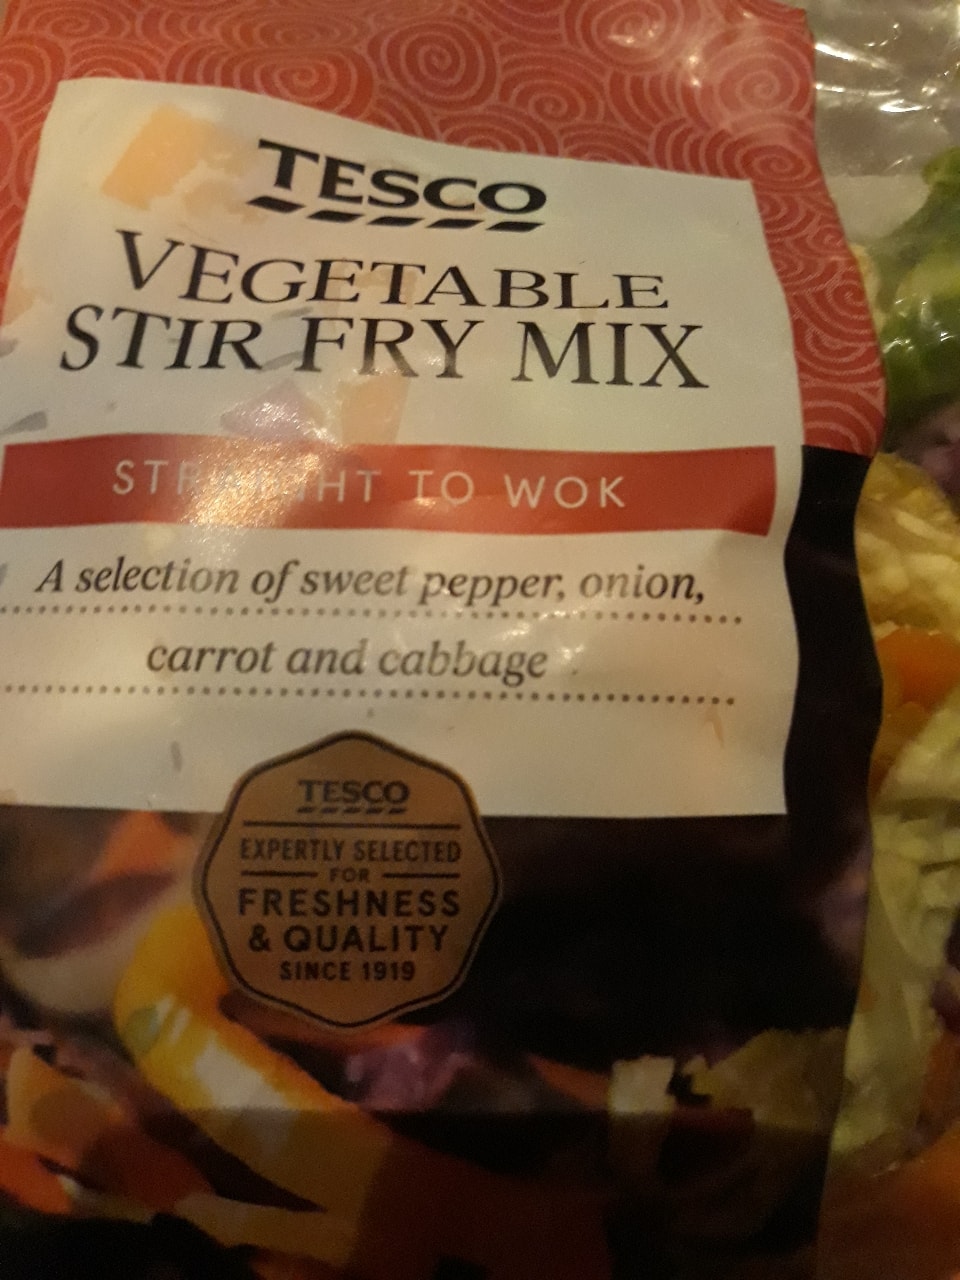 TESCO
VEGETABLE
STIR FRY MIX
STRAIGHT TO WOK
A selection of sweet pepper, onion,
carrot and cabbage
TESCO
EXPERTLY SELECTED
FOR
FRESHNESS
& QUALITY
SINCE 1919